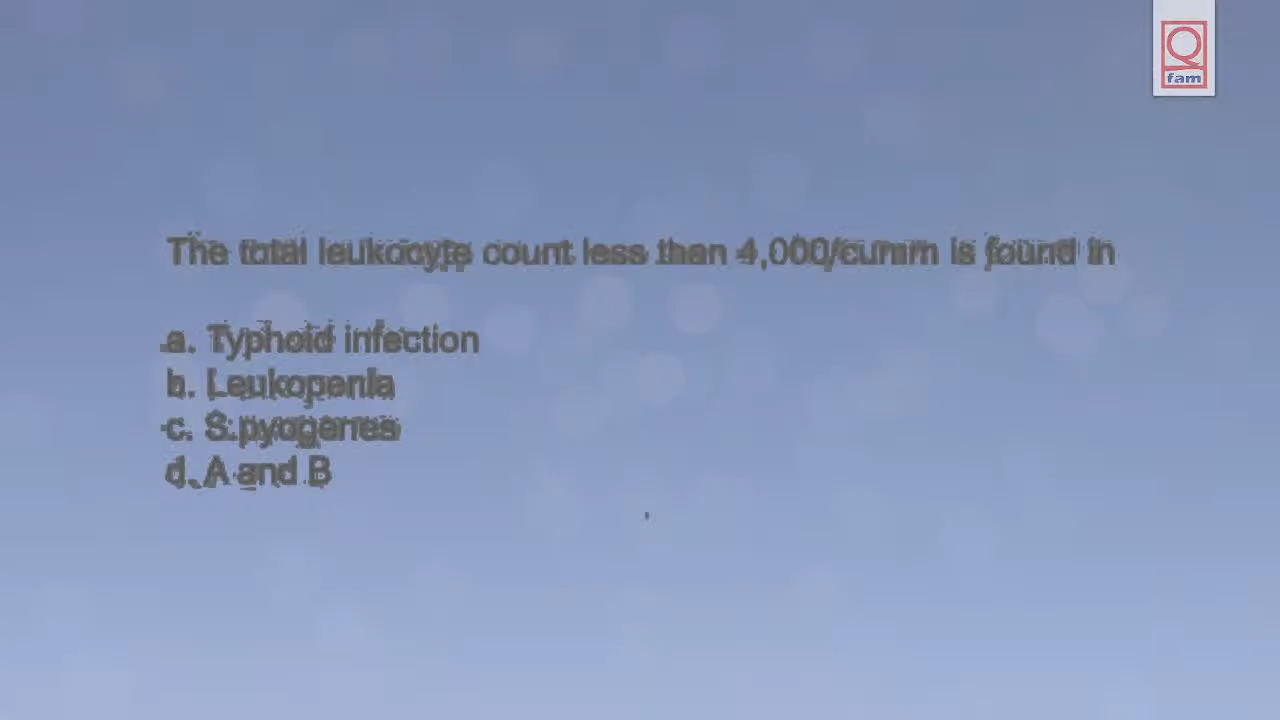 Q
fam
The total leukocyte count less than 4,000/cumm is found in
a. Typhoid infection
b. Leukopenia
c. S.pyogenes
d. A and B